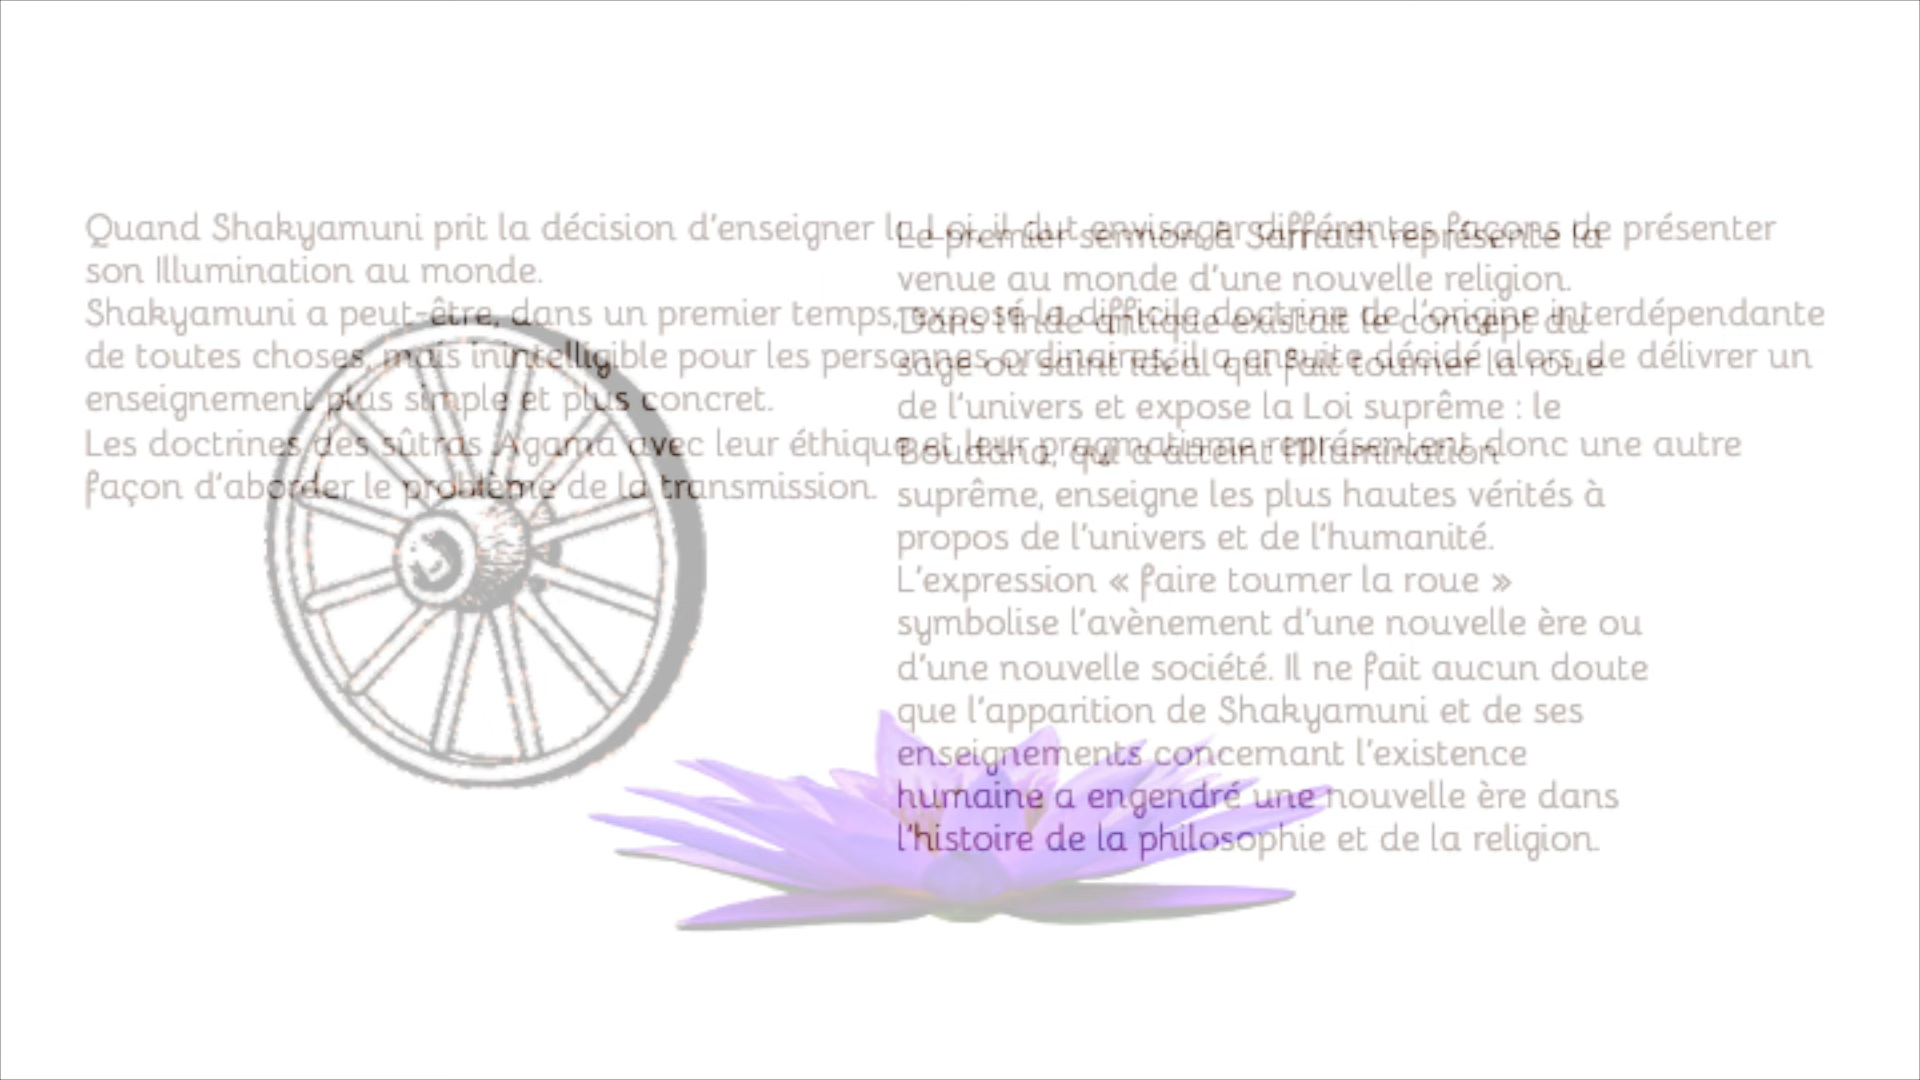 Quand Shakyamuni prit la décision d'enseigner la Loi, il dut envisager différentes façons de présenter
son Illumination au monde.
Shakyamuni a peut-être, dans un premier temps, exposé la difficile doctrine de l'origine interdépendante
de toutes choses, mais inintelligible pour les personnes ordinaires, il a ensuite décidé alors de délivrer un
enseignement plus simple et plus concret.
Les doctrines des sûtras Agama avec leur éthique et leur pragmatisme représentent donc une autre
façon d'aborder le problème de la transmission.
Le premier sermon à Sarnath représente la
venue au monde d'une nouvelle religion.
Dans l'Inde antique existait le concept du
sage ou saint idéal qui fait tourner la roue
de l'univers et expose la Loi suprême : le
Bouddha, qui a atteint l'Illumination
suprême, enseigne les plus hautes vérités à
propos de l'univers et de l'humanité.
L'expression « faire tourner la roue »
symbolise l'avènement d'une nouvelle ère ou
d'une nouvelle société. Il ne fait aucun doute
que l'apparition de Shakyamuni et de ses
enseignements concernant l'existence
humaine a engendré une nouvelle ère dans
l'histoire de la philosophie et de la religion.